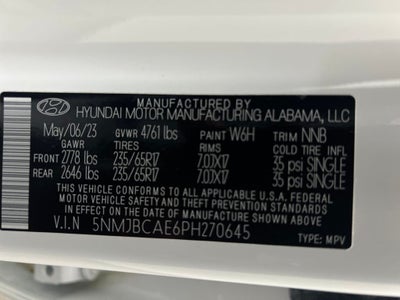 MANUFACTURED BY
HYUNDAI MOTOR MANUFACTURING ALABAMA, LLC
May/06/23 GVWR 4761 lbs PAINT W6H TRIM NNB
GAWR TIRES RIMS COLD TIRE INFL
FRONT 2778 lbs 235/65R17 7.0JX17 35 psi SINGLE
REAR 2646 lbs 235/65R17 7.0JX17 35 psi SINGLE
THIS VEHICLE CONFORMS TO ALL APPLICABLE U.S.A FEDERAL
MOTOR VEHICLE SAFETY AND THEFT PREVENTION STANDARDS
IN EFFECT ON THE DATE OF MANUFACTURE SHOWN ABOVE.
V.I.N 5NMJBCAE6PH270645 TYPE: MPV